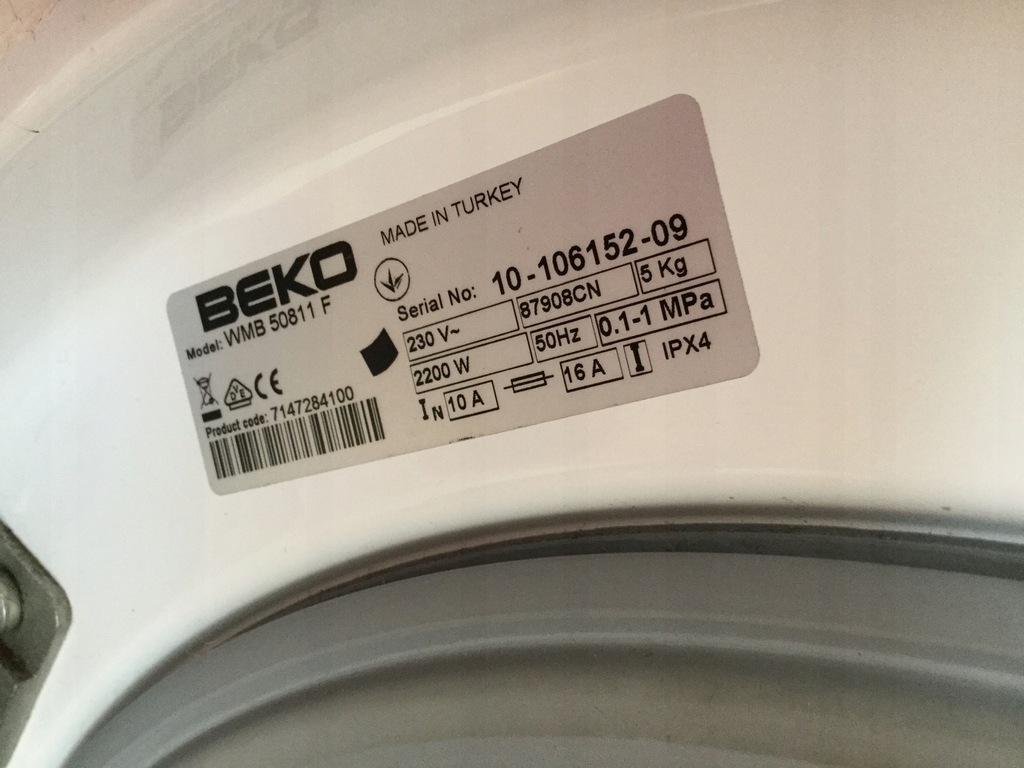 MADE IN TURKEY
BEKO
Model: WMB 50811 F
Serial No: 10-106152-09
230 V~ 87908CN 5 Kg
2200 W 50Hz 0.1-1 MPa
IN 10 A 16 A I IPX4
D'E CE
Product code: 7147284100